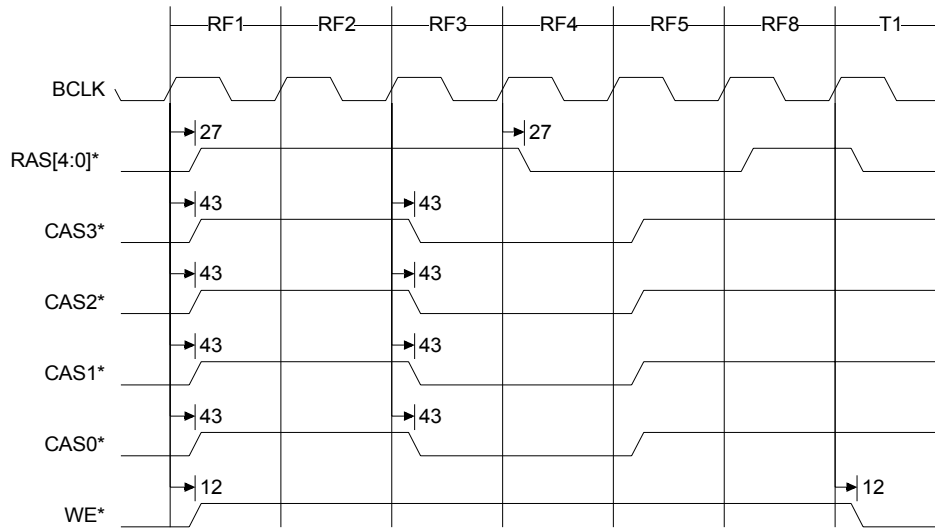 RF1 RF2 RF3 RF4 RF5 RF8 T1
BCLK
27 27
RAS[4:0]*
43 43
CAS3*
43 43
CAS2*
43 43
CAS1*
43 43
CAS0*
12 12
WE*